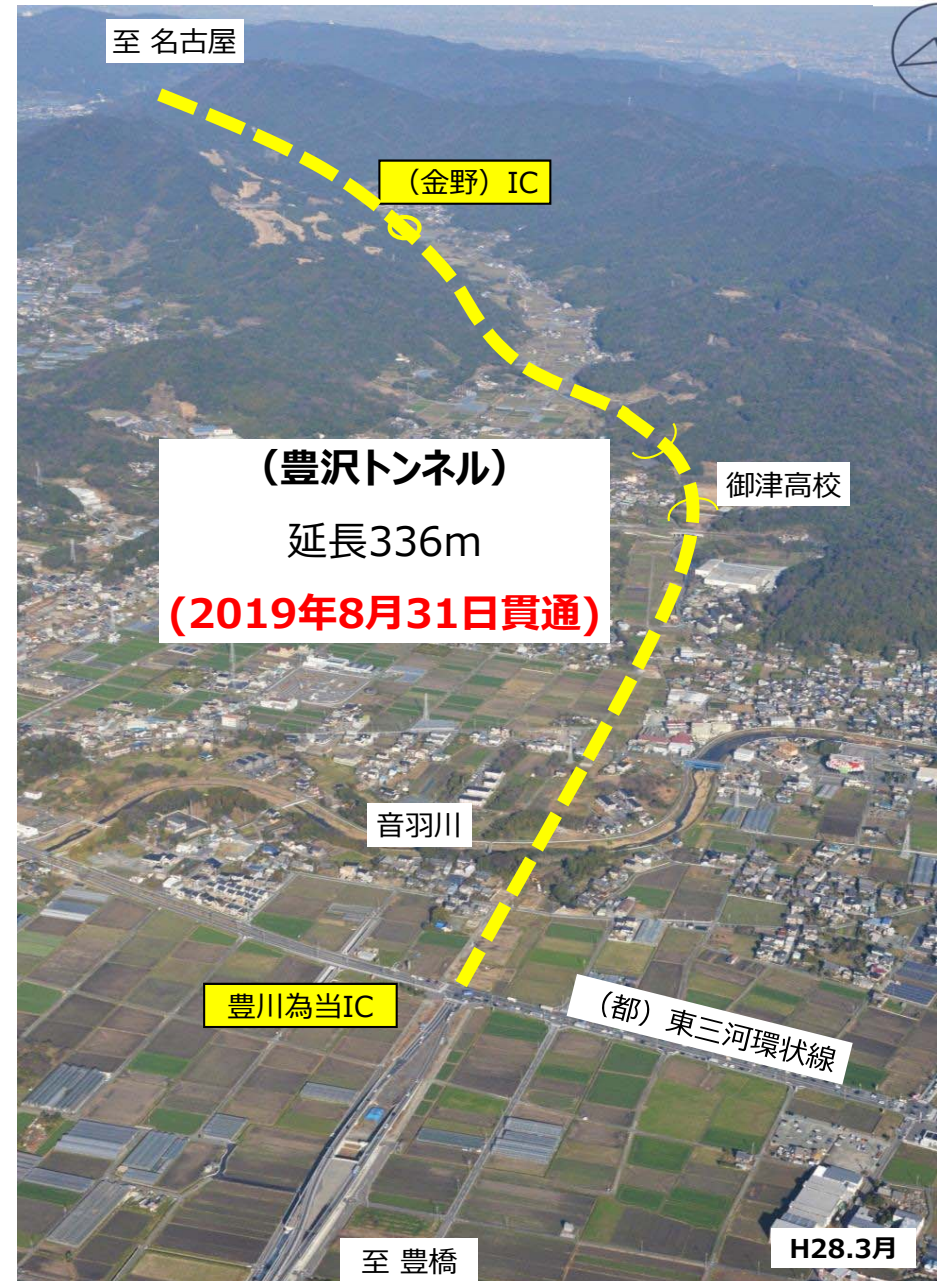 至 名古屋
（金野）IC
（豊沢トンネル）
延長336m
(2019年8月31日貫通)
御津高校
音羽川
豊川為当IC
（都）東三河環状線
至 豊橋
H28.3月